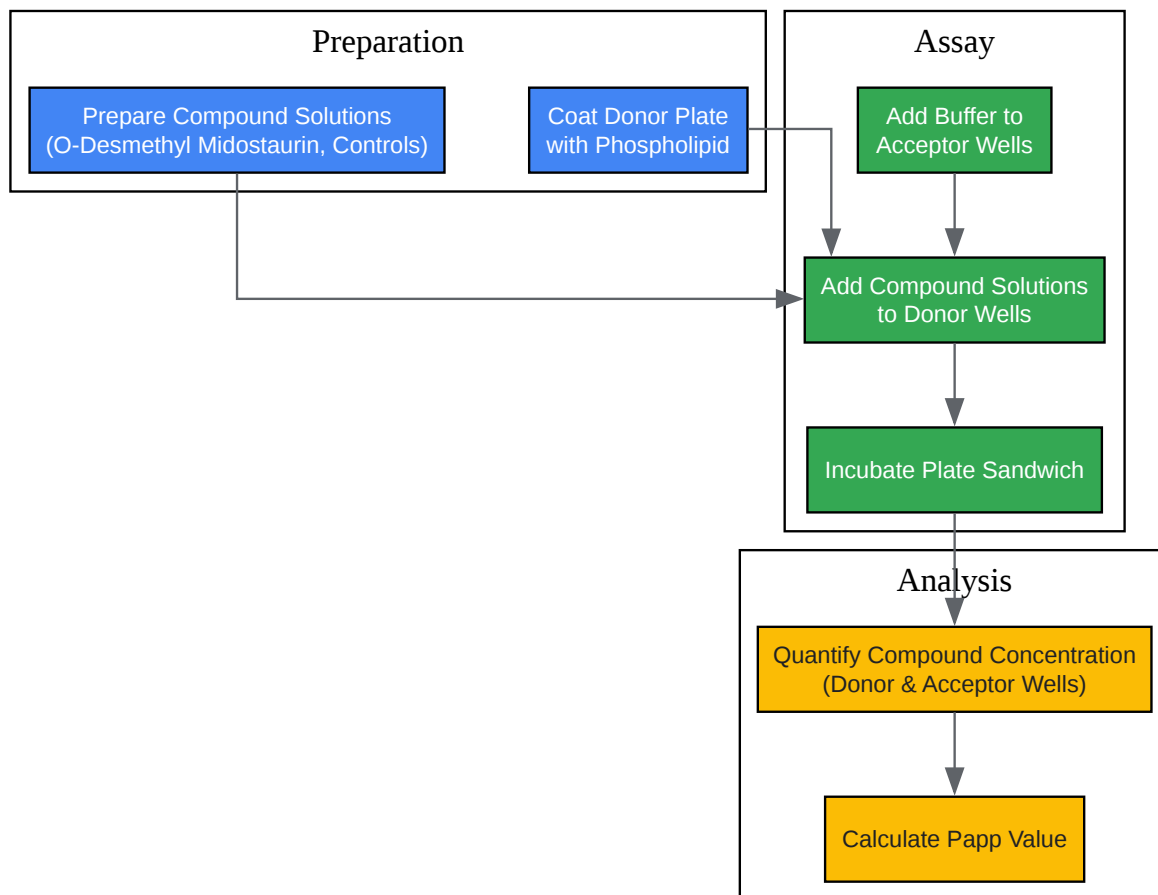 Preparation
Prepare Compound Solutions
(O-Desmethyl Midostaurin, Controls)
Coat Donor Plate
with Phospholipid
Assay
Add Buffer to
Acceptor Wells
Add Compound Solutions
to Donor Wells
Incubate Plate Sandwich
Analysis
Quantify Compound Concentration
(Donor & Acceptor Wells)
Calculate Papp Value